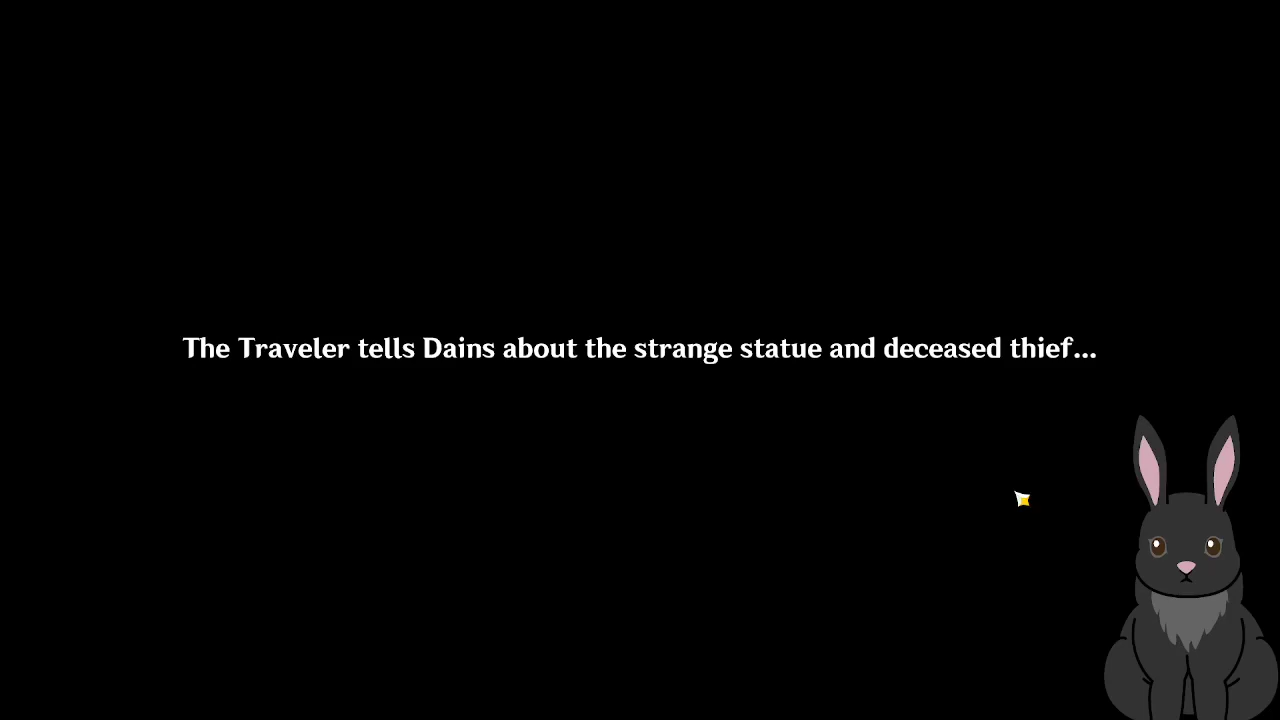 The Traveler tells Dains about the strange statue and deceased thief...